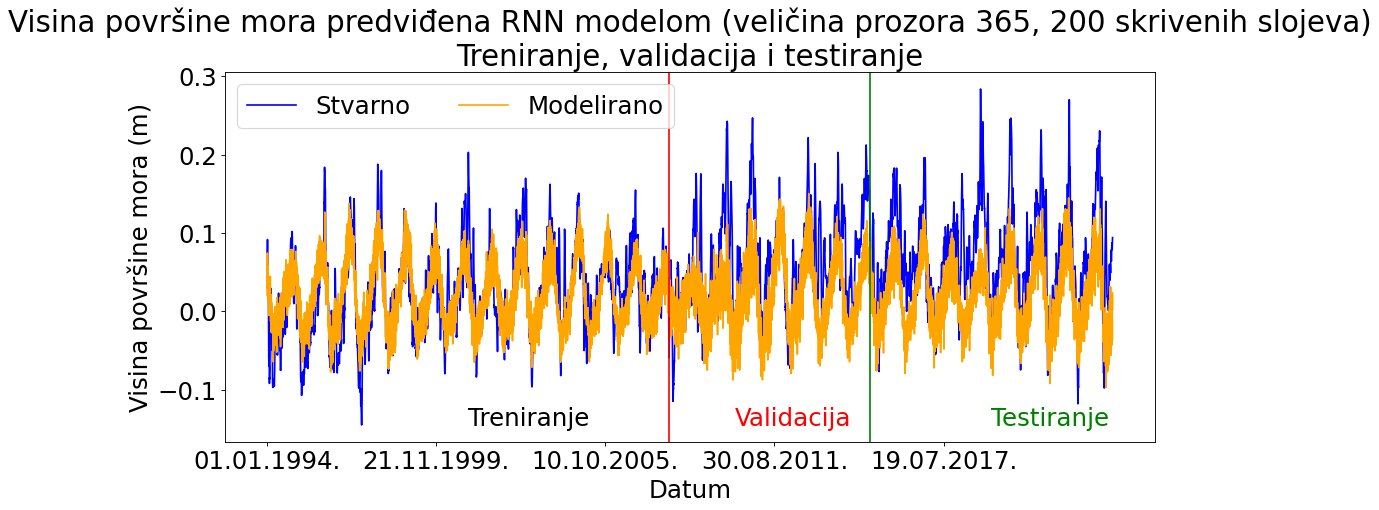 Visina površine mora predviđena RNN modelom (veličina prozora 365, 200 skrivenih slojeva)
Treniranje, validacija i testiranje
Stvarno
Modelirano
Visina površine mora (m)
0.3
0.2
0.1
0.0
−0.1
Treniranje
Validacija
Testiranje
01.01.1994.
21.11.1999.
10.10.2005.
30.08.2011.
19.07.2017.
Datum